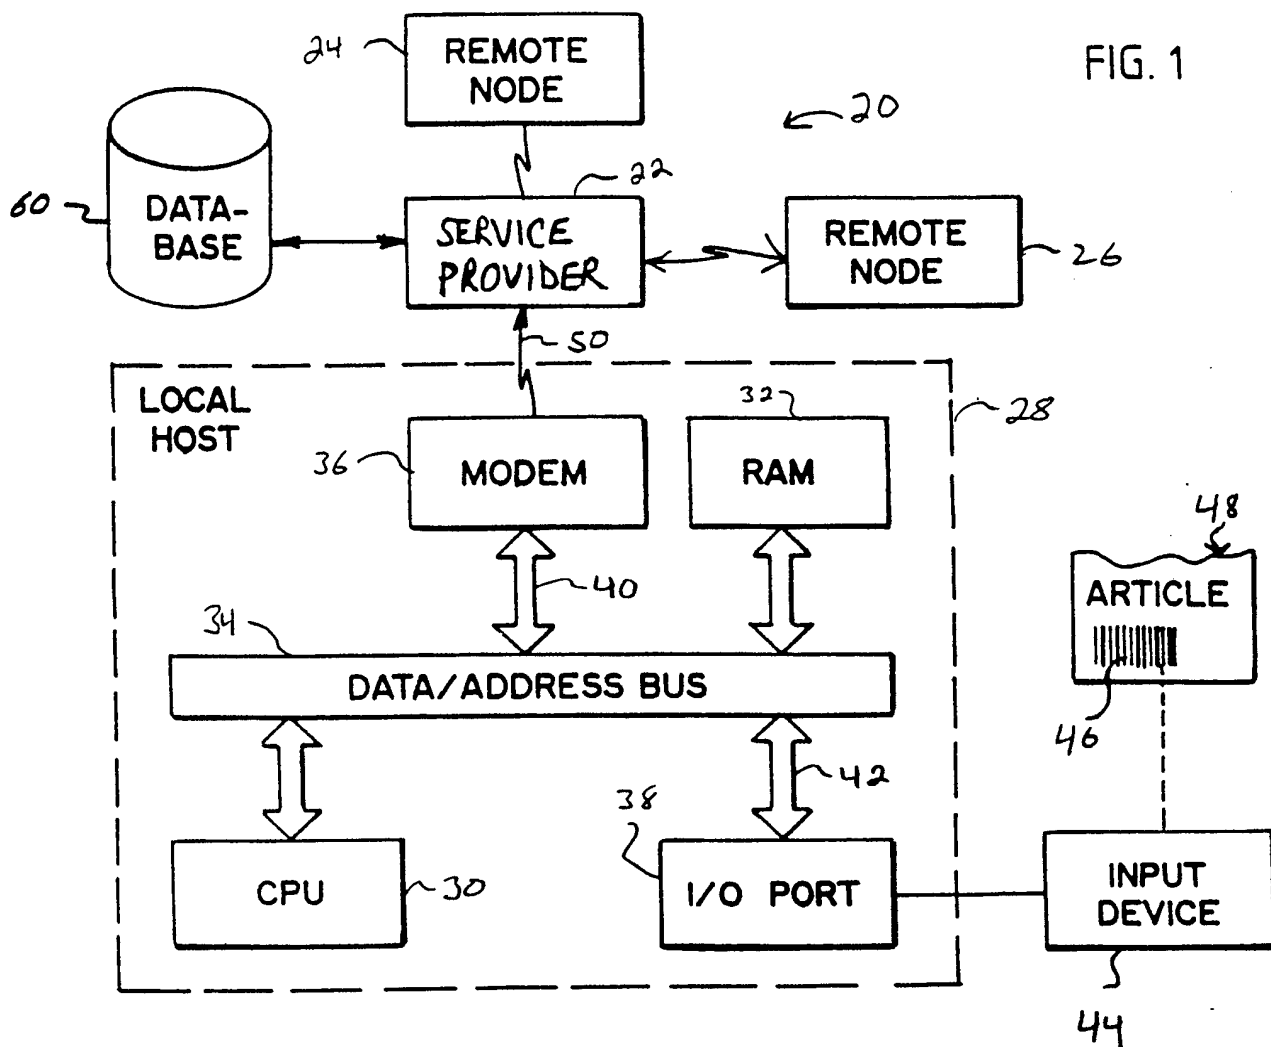 24
REMOTE
NODE
FIG. 1
20
60
DATA-
BASE
22
SERVICE
PROVIDER
REMOTE
NODE
26
50
LOCAL
HOST
36
MODEM
32
RAM
28
40
34
DATA/ADDRESS BUS
48
ARTICLE
46
42
CPU
30
38
I/O PORT
INPUT
DEVICE
44